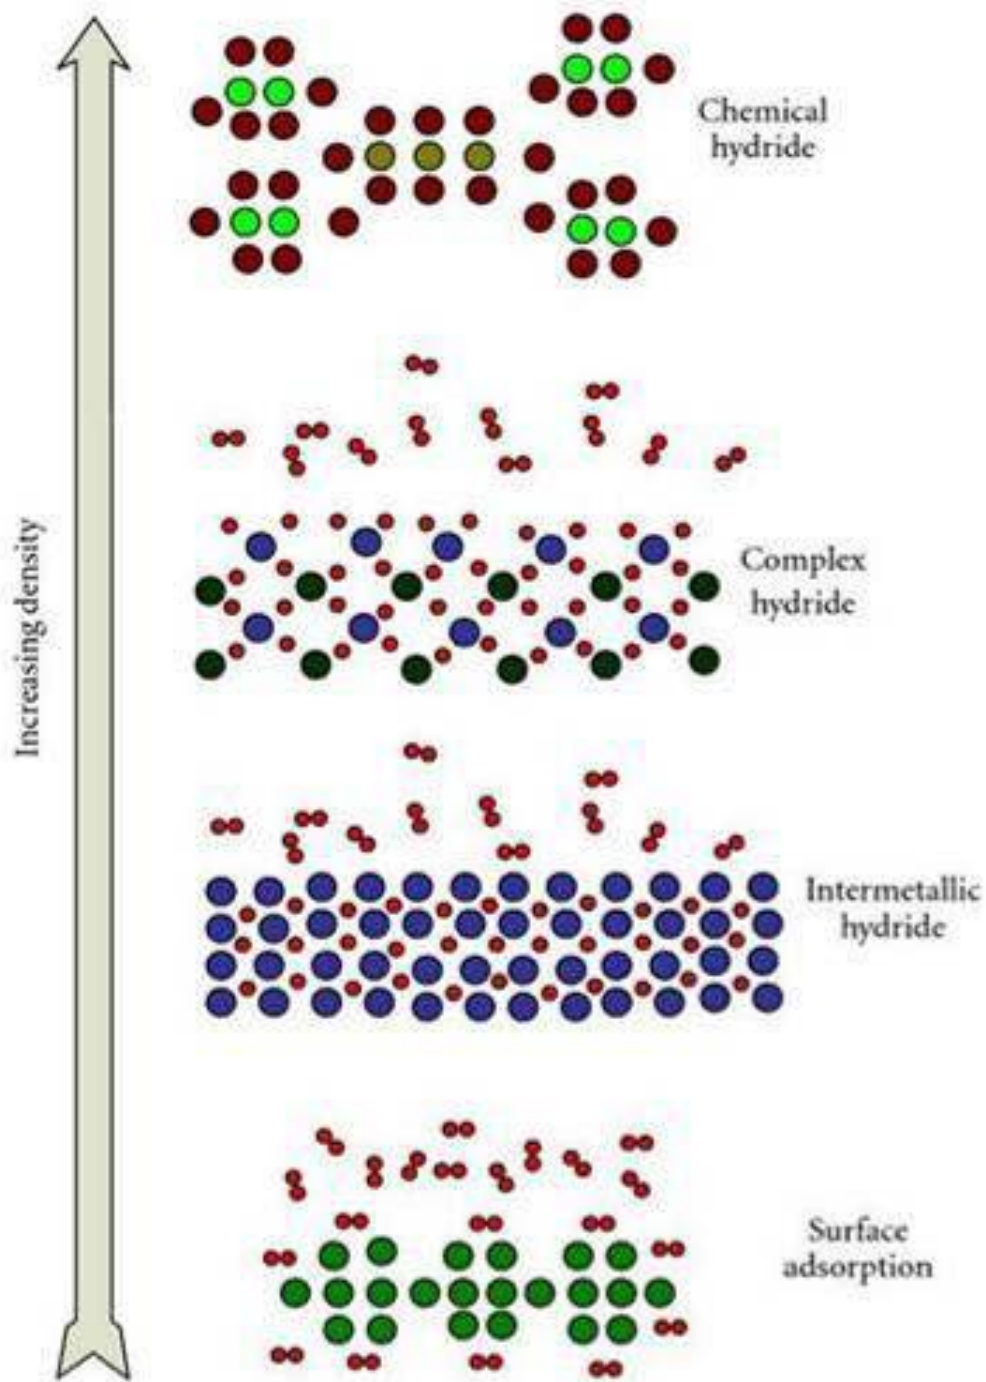 Increasing density
Chemical
hydride
Complex
hydride
Intermetallic
hydride
Surface
adsorption